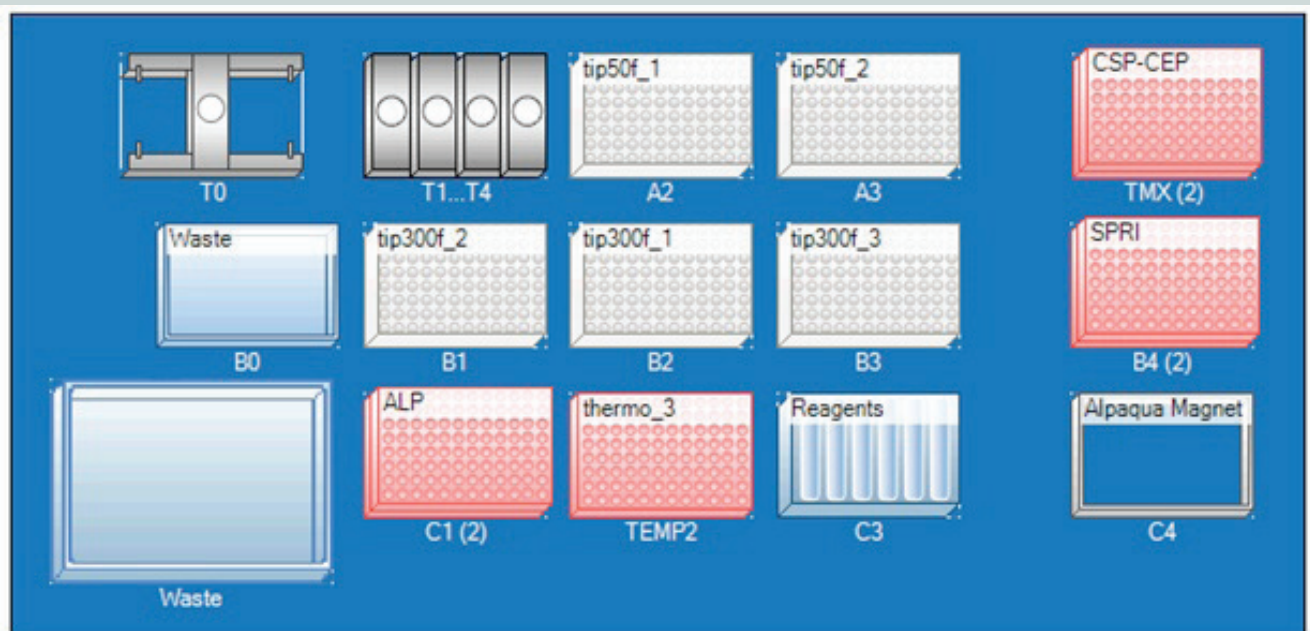 tip50f_1
tip50f_2
CSP-CEP
T0
T1...T4
A2
A3
TMX (2)
Waste
tip300f_2
tip300f_1
tip300f_3
SPRI
B0
B1
B2
B3
B4 (2)
ALP
thermo_3
Reagents
Alpaqua Magnet
C1 (2)
TEMP2
C3
C4
Waste